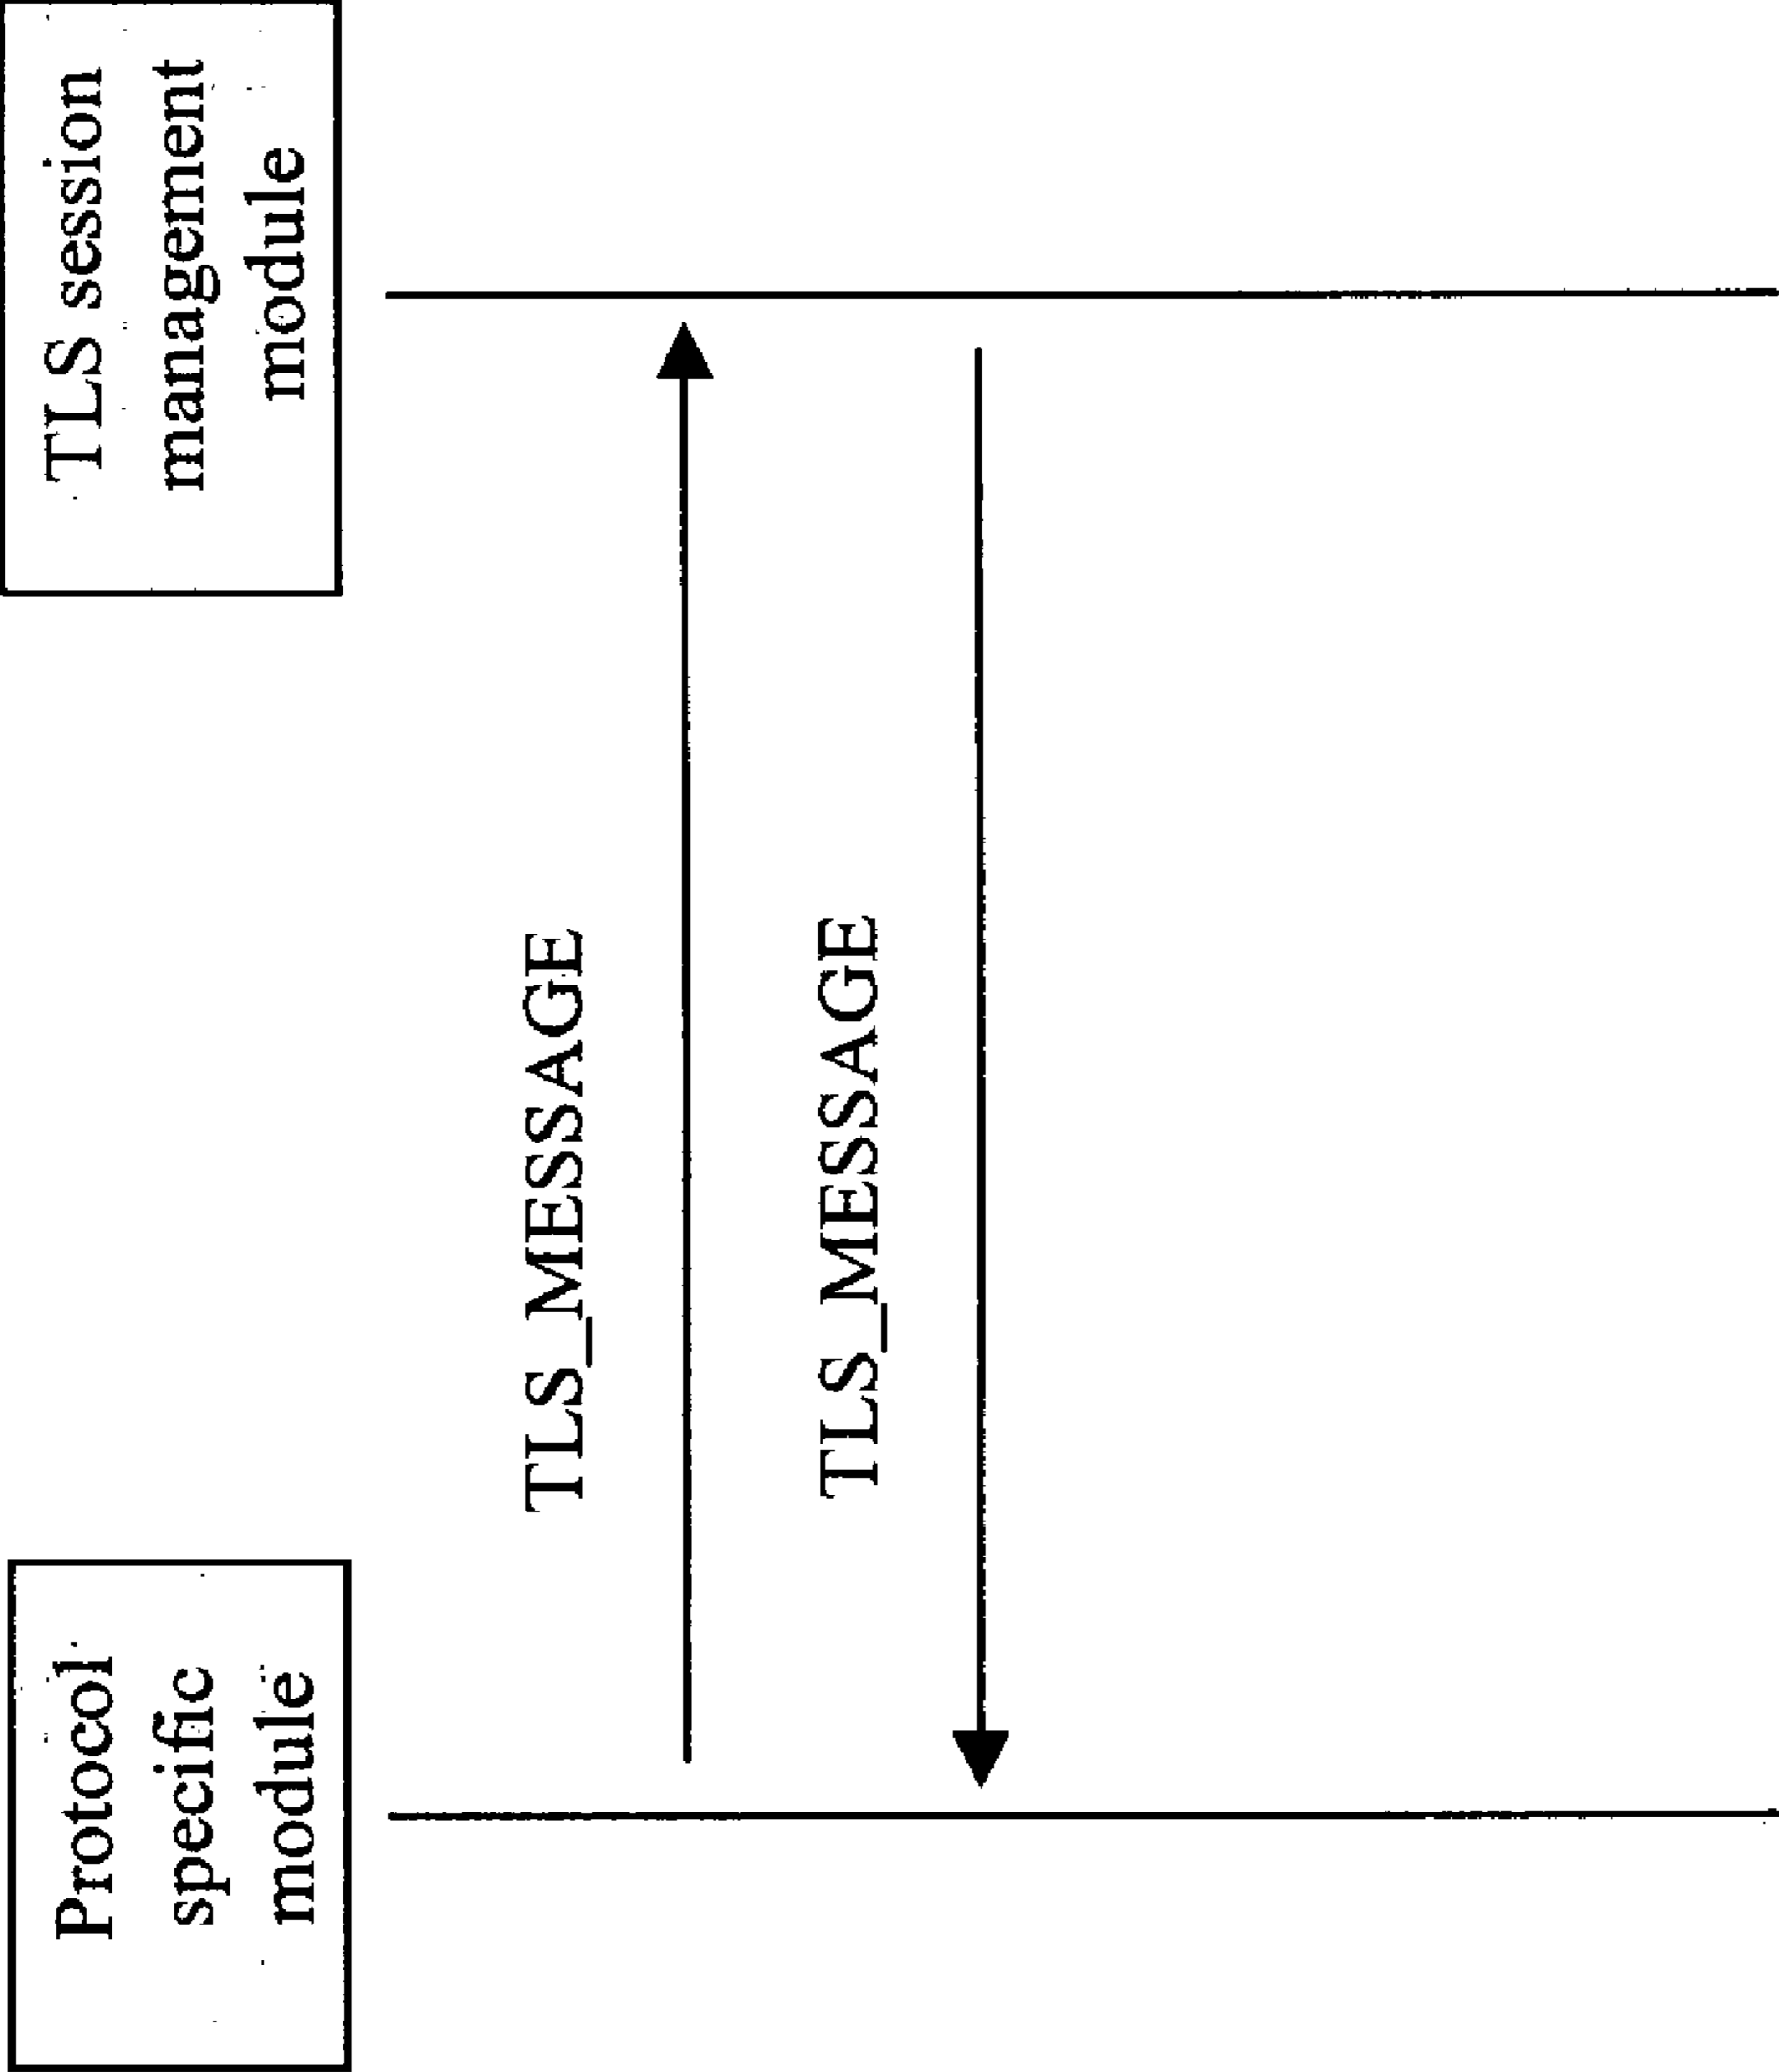 Protocol
specific
module
TLS session
management
module
TLS_MESSAGE
TLS_MESSAGE